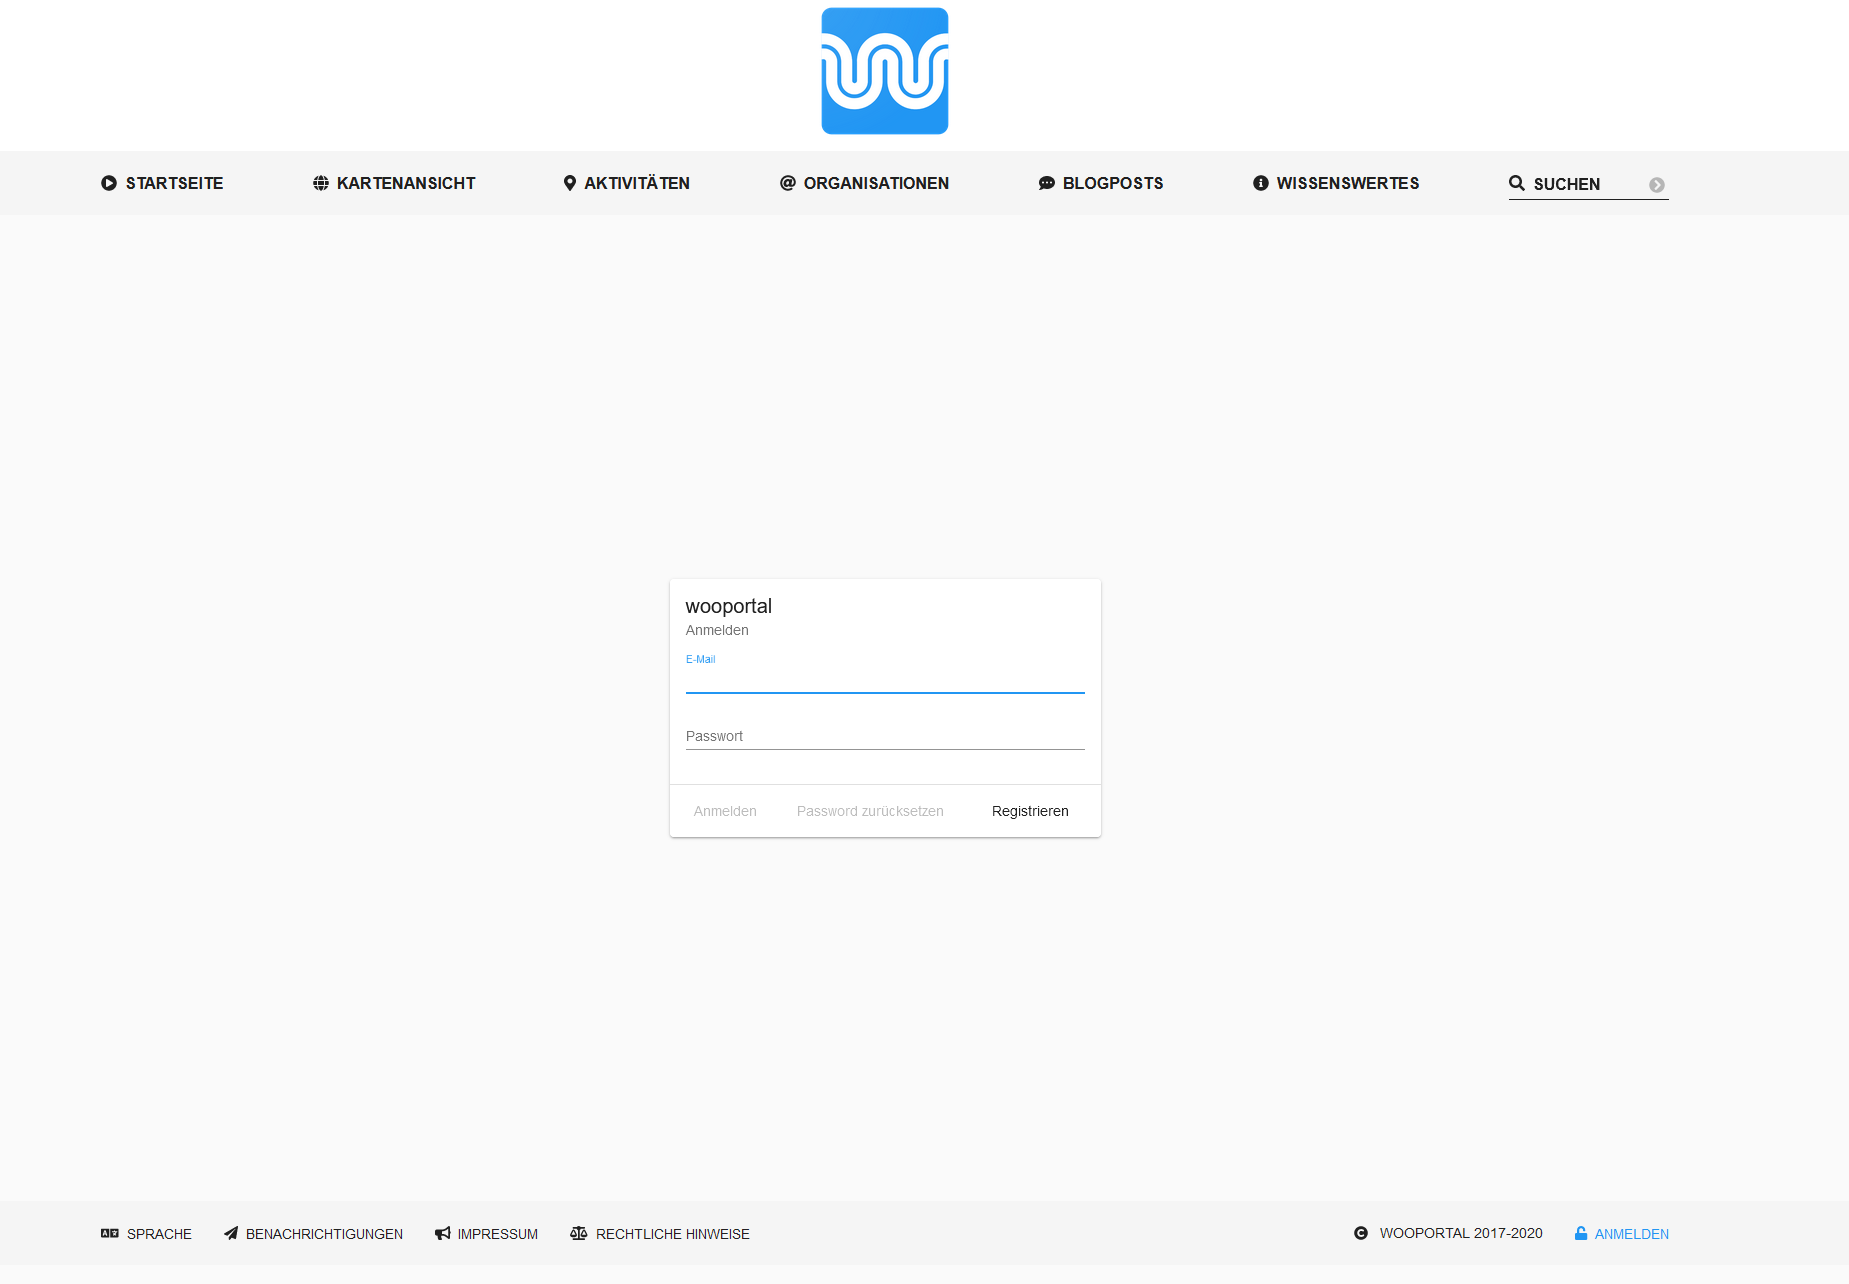 STARTSEITE KARTENANSICHT AKTIVITÄTEN ORGANISATIONEN BLOGPOSTS WISSENSWERTES SUCHEN
wooportal
Anmelden
E-Mail
Passwort
Anmelden Password zurücksetzen Registrieren
SPRACHE BENACHRICHTIGUNGEN IMPRESSUM RECHTLICHE HINWEISE WOOPORTAL 2017-2020 ANMELDEN